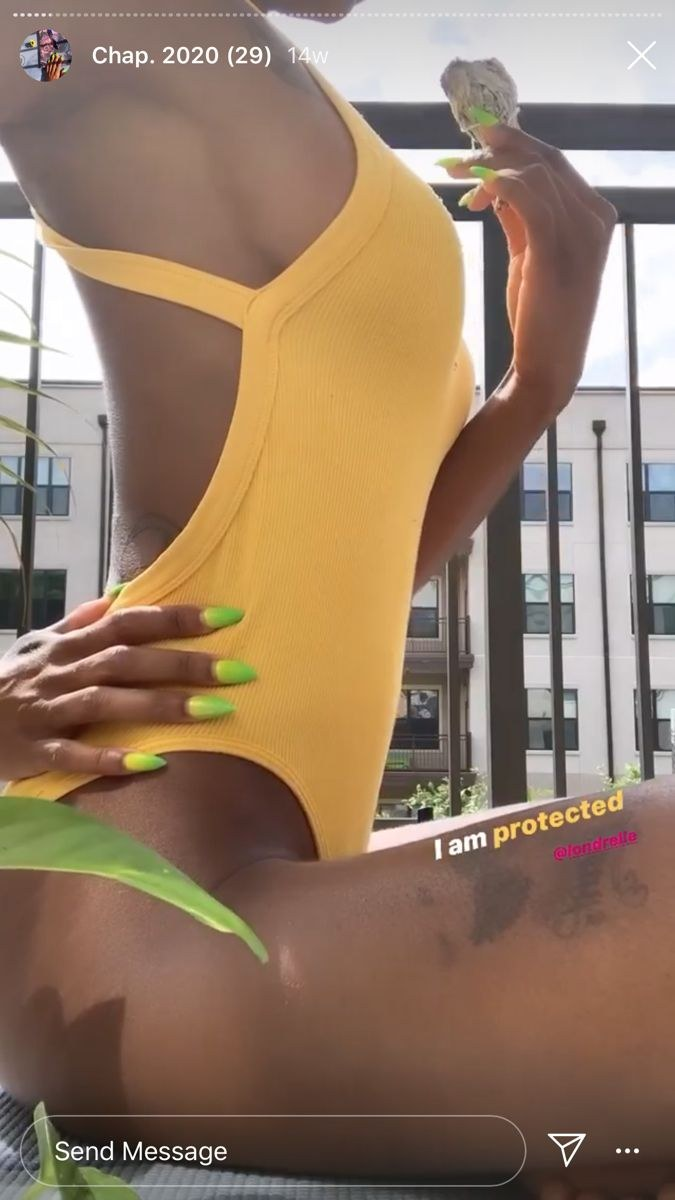 Chap. 2020 (29) 14w
I am protected
@londrelle
Send Message